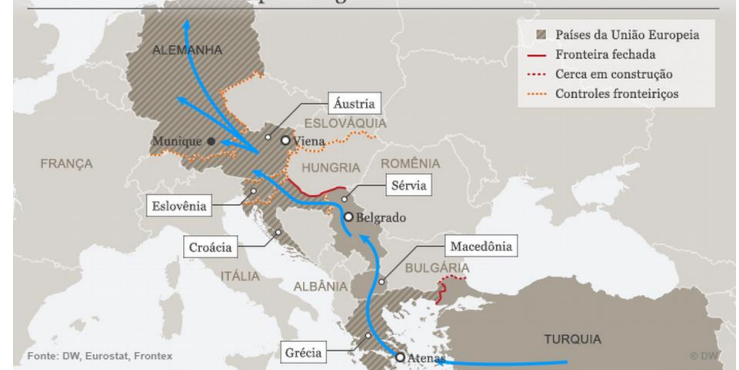 Países da União Europeia
Fronteira fechada
Cerca em construção
Controles fronteiriços
ALEMANHA
Áustria
ESLOVÁQUIA
Munique
Viena
FRANÇA
HUNGRIA
ROMÊNIA
Sérvia
Eslovênia
Belgrado
Croácia
Macedônia
ITÁLIA
BULGÁRIA
ALBÂNIA
TURQUIA
Grécia
Atenas
Fonte: DW, Eurostat, Frontex
© DW